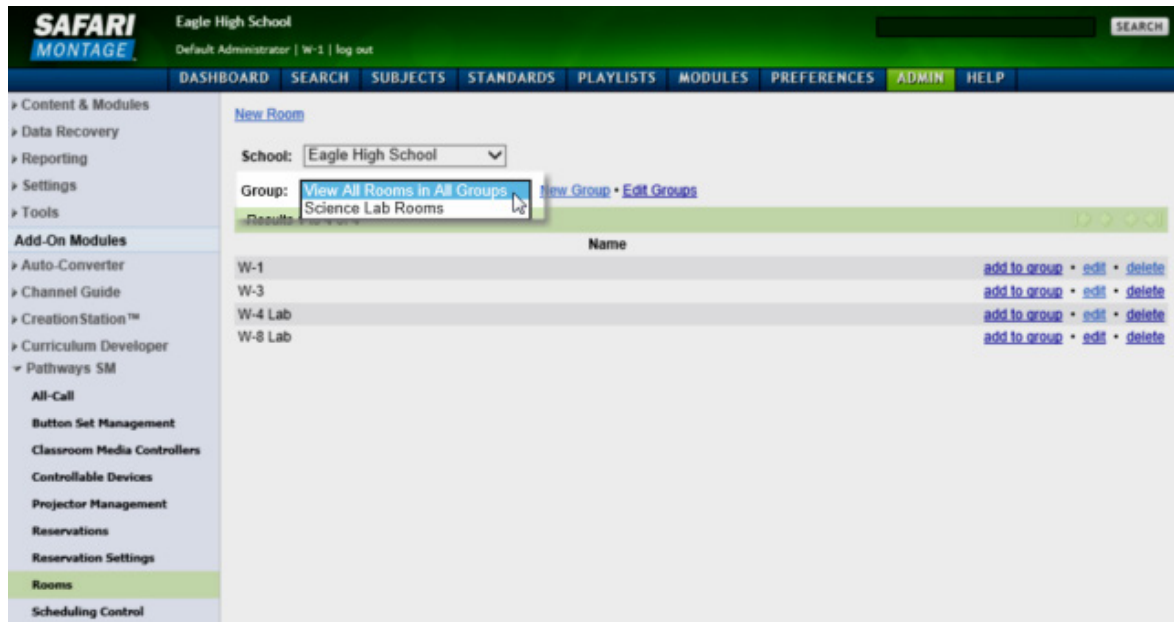 SAFARI
MONTAGE
Eagle High School
Default Administrator | W-1 | log out
SEARCH
DASHBOARD SEARCH SUBJECTS STANDARDS PLAYLISTS MODULES PREFERENCES ADMIN HELP
Content & Modules
Data Recovery
Reporting
Settings
Tools
Add-On Modules
Auto-Converter
Channel Guide
CreationStation™
Curriculum Developer
Pathways SM
All-Call
Button Set Management
Classroom Media Controllers
Controllable Devices
Projector Management
Reservations
Reservation Settings
Rooms
Scheduling Control
New Room
School: Eagle High School
Group: View All Rooms in All Groups New Group • Edit Groups
Science Lab Rooms
Results
Name
W-1 add to group • edit • delete
W-3 add to group • edit • delete
W-4 Lab add to group • edit • delete
W-8 Lab add to group • edit • delete